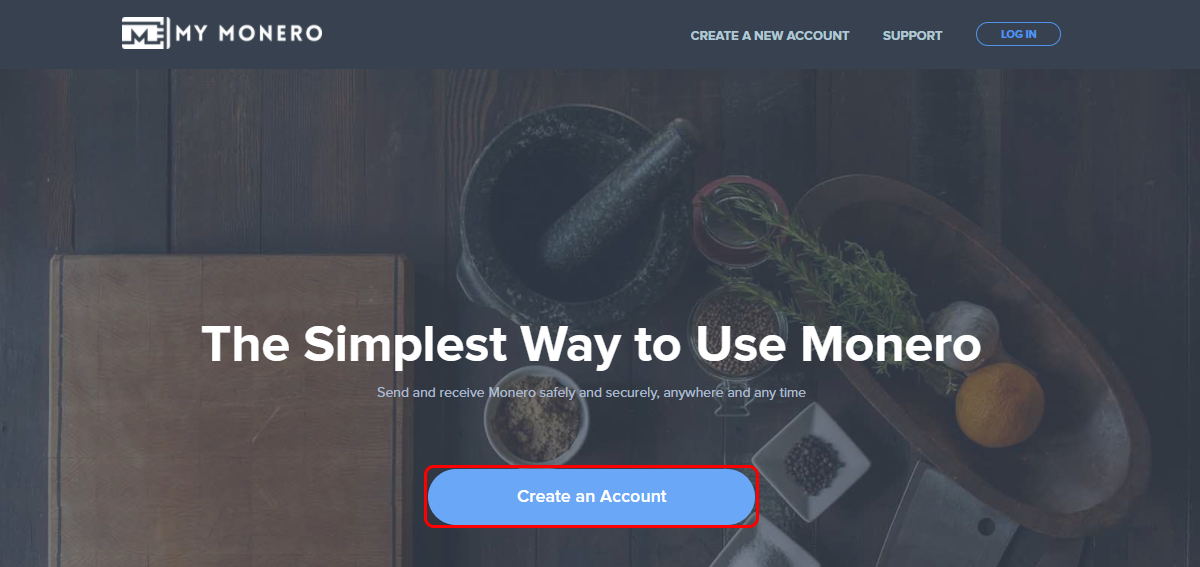 MY MONERO
CREATE A NEW ACCOUNT
SUPPORT
LOG IN
The Simplest Way to Use Monero
Send and receive Monero safely and securely, anywhere and any time
Create an Account